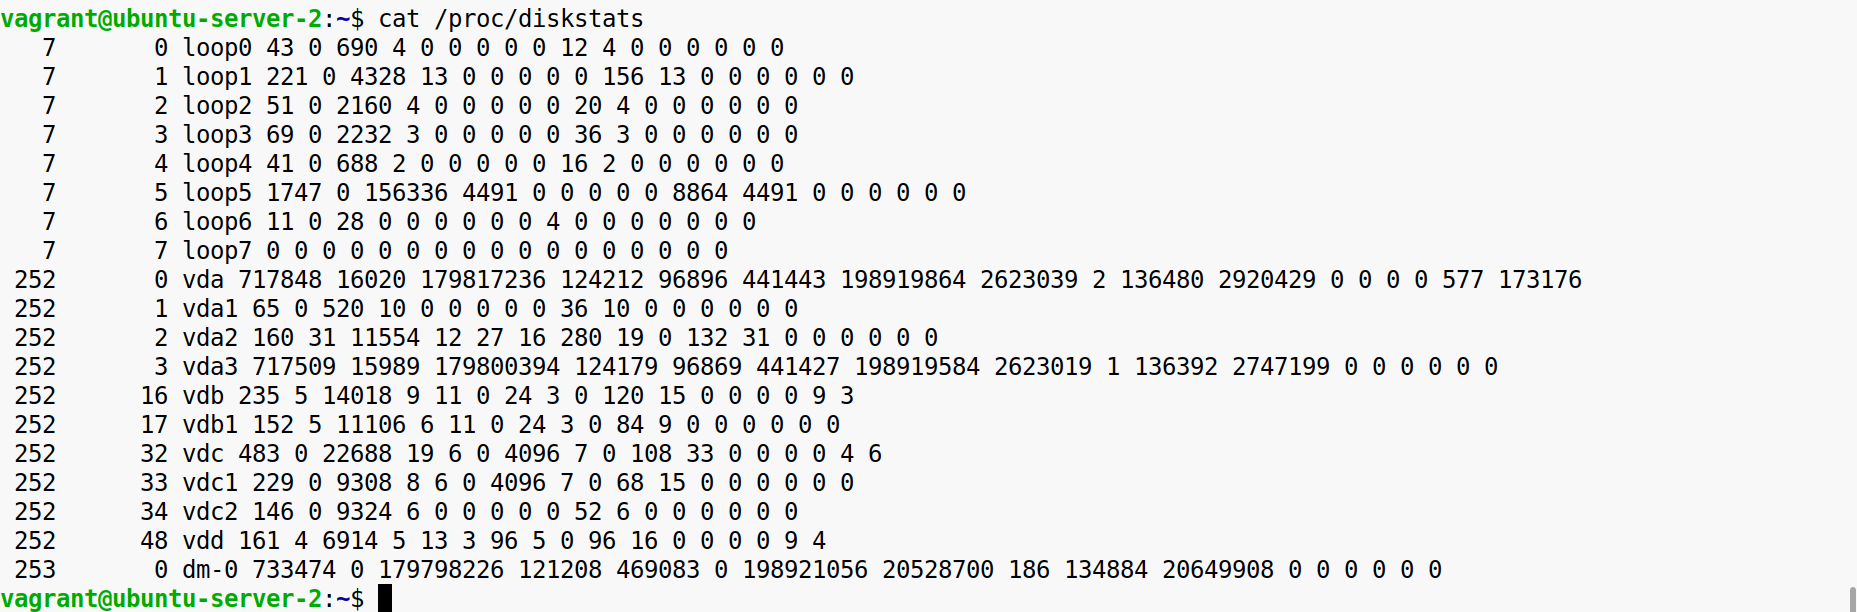 vagrant@ubuntu-server-2:~$ cat /proc/diskstats
   7       0 loop0 43 0 690 4 0 0 0 0 0 12 4 0 0 0 0 0 0
   7       1 loop1 221 0 4328 13 0 0 0 0 0 156 13 0 0 0 0 0 0
   7       2 loop2 51 0 2160 4 0 0 0 0 0 20 4 0 0 0 0 0 0
   7       3 loop3 69 0 2232 3 0 0 0 0 0 36 3 0 0 0 0 0 0
   7       4 loop4 41 0 688 2 0 0 0 0 0 16 2 0 0 0 0 0 0
   7       5 loop5 1747 0 156336 4491 0 0 0 0 0 8864 4491 0 0 0 0 0 0
   7       6 loop6 11 0 28 0 0 0 0 0 0 4 0 0 0 0 0 0 0
   7       7 loop7 0 0 0 0 0 0 0 0 0 0 0 0 0 0 0 0 0
 252       0 vda 717848 16020 179817236 124212 96896 441443 198919864 2623039 2 136480 2920429 0 0 0 0 577 173176
 252       1 vda1 65 0 520 10 0 0 0 0 0 36 10 0 0 0 0 0 0
 252       2 vda2 160 31 11554 12 27 16 280 19 0 132 31 0 0 0 0 0 0
 252       3 vda3 717509 15989 179800394 124179 96869 441427 198919584 2623019 1 136392 2747199 0 0 0 0 0 0
 252      16 vdb 235 5 14018 9 11 0 24 3 0 120 15 0 0 0 0 9 3
 252      17 vdb1 152 5 11106 6 11 0 24 3 0 84 9 0 0 0 0 0 0
 252      32 vdc 483 0 22688 19 6 0 4096 7 0 108 33 0 0 0 0 4 6
 252      33 vdc1 229 0 9308 8 6 0 4096 7 0 68 15 0 0 0 0 0 0
 252      34 vdc2 146 0 9324 6 0 0 0 0 0 52 6 0 0 0 0 0 0
 252      48 vdd 161 4 6914 5 13 3 96 5 0 96 16 0 0 0 0 9 4
 253       0 dm-0 733474 0 179798226 121208 469083 0 198921056 20528700 186 134884 20649908 0 0 0 0 0 0
vagrant@ubuntu-server-2:~$